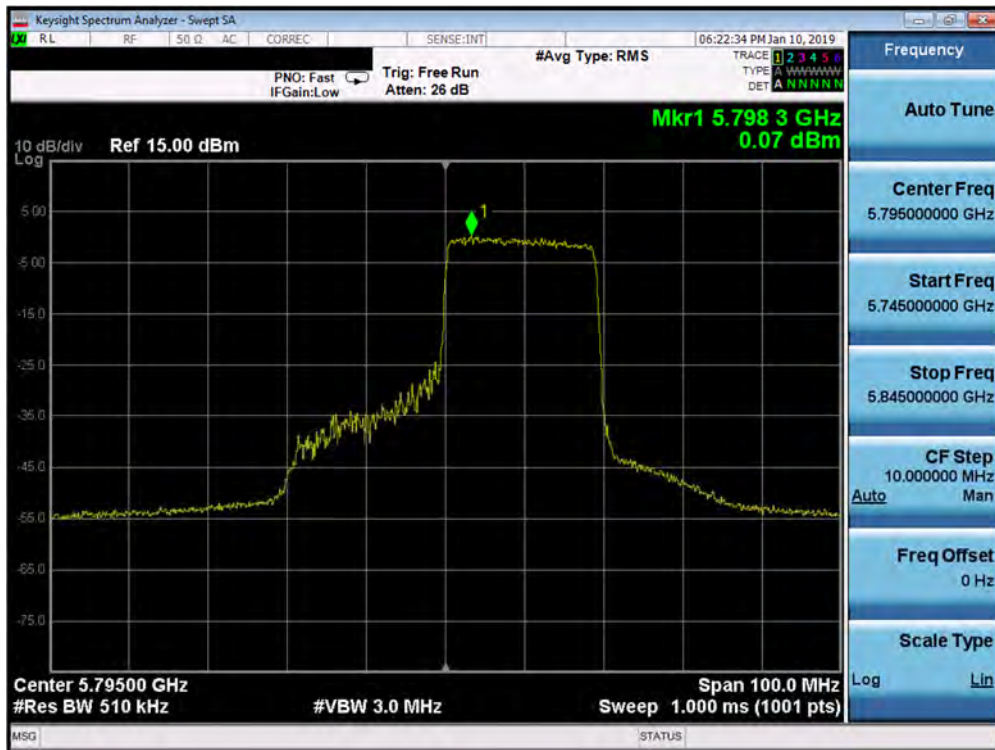 Keysight Spectrum Analyzer - Swept SA
LXI RL RF 50 Ω AC CORREC SENSE:INT 06:22:34 PM Jan 10, 2019
#Avg Type: RMS
PNO: Fast Trig: Free Run
IFGain:Low Atten: 26 dB
TRACE 1 2 3 4 5 6
TYPE A WWWWW
DET A N N N N N
Mkr1 5.798 3 GHz
0.07 dBm
10 dB/div Ref 15.00 dBm
Log
1
5.00
-5.00
-15.0
-25.0
-35.0
-45.0
-55.0
-65.0
-75.0
Center 5.79500 GHz Span 100.0 MHz
#Res BW 510 kHz #VBW 3.0 MHz Sweep 1.000 ms (1001 pts)
MSG STATUS
Frequency
Auto Tune
Center Freq
5.795000000 GHz
Start Freq
5.745000000 GHz
Stop Freq
5.845000000 GHz
CF Step
10.000000 MHz
Auto Man
Freq Offset
0 Hz
Scale Type
Log Lin